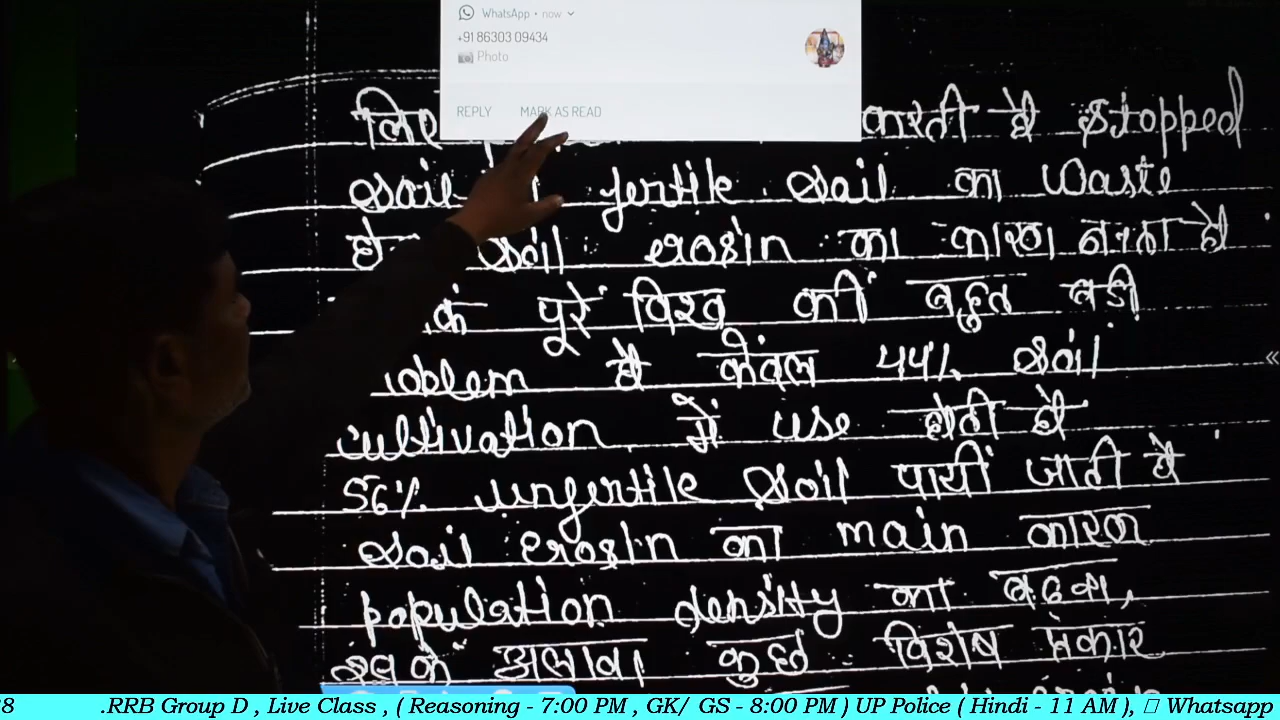 WhatsApp • now
+91 86303 09434
Photo
REPLY MARK AS READ
लिए करती है stopped
soil fertile soil का waste
soil erosin का कारण बनता है
पूरें विश्व की बहुत बड़ी
oblem है केवल 44% soil
cultivation में use होती है
56% unfertile soil पायीं जाती है
soil erosin का main कारण
population density का बढ़ना,
इसके अलावा कुछ विशेष प्रकार
.RRB Group D , Live Class , ( Reasoning - 7:00 PM , GK/ GS - 8:00 PM ) UP Police ( Hindi - 11 AM ), Whatsapp